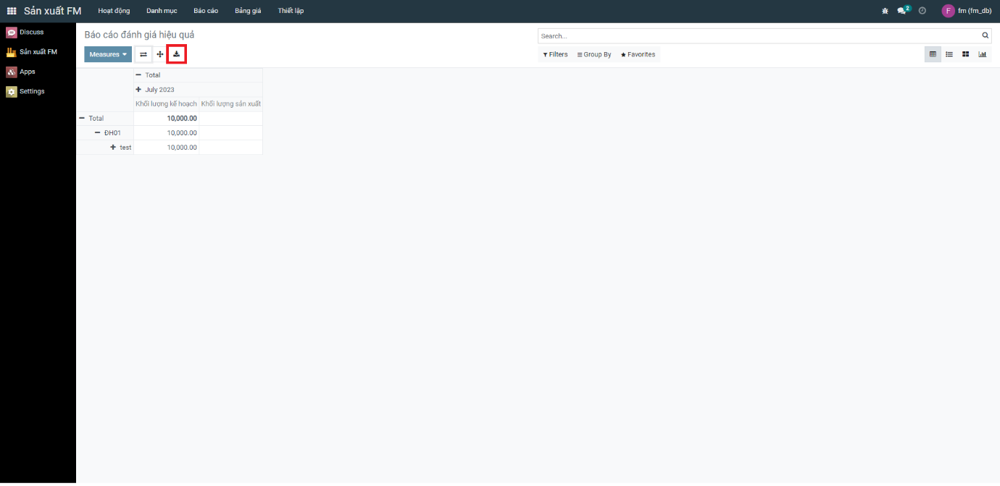 Sản xuất FM Hoạt động Danh mục Báo cáo Bảng giá Thiết lập 2 F fm (fm_db)
Discuss
Sản xuất FM
Apps
Settings
Báo cáo đánh giá hiệu quả
Search...
Measures
Filters Group By Favorites
Total
July 2023
Khối lượng kế hoạch Khối lượng sản xuất
Total 10,000.00
ĐH01 10,000.00
test 10,000.00